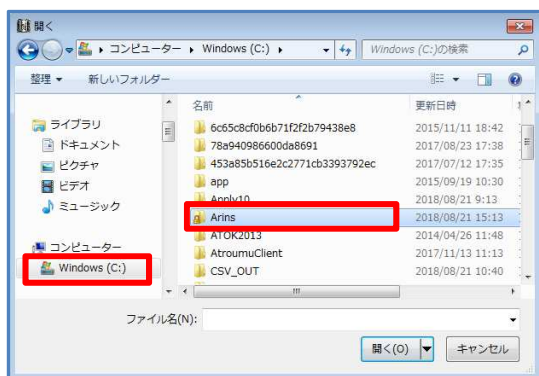 開く
コンピューター ▸ Windows (C:) ▸
Windows (C:)の検索
整理 ▼ 新しいフォルダー
名前 更新日時
ライブラリ
ドキュメント
ピクチャ
ビデオ
ミュージック
コンピューター
Windows (C:)
6c65c8cf0b6b71f2f2b79438e8 2015/11/11 18:42
78a940986600da8691 2017/08/23 17:38
453a85b516e2c2771cb3393792ec 2017/07/12 17:35
app 2015/09/19 10:30
Apply10 2018/08/21 9:13
Arins 2018/08/21 15:13
ATOK2013 2014/04/26 11:48
AtroumuClient 2017/11/13 11:13
CSV_OUT 2018/08/21 10:40
ファイル名(N):
開く(O) ▼ キャンセル